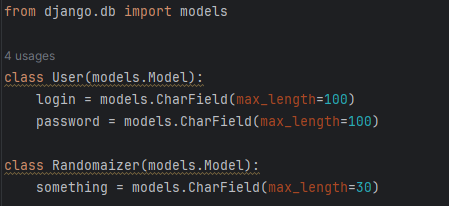 from django.db import models
4 usages
class User(models.Model):
login = models.CharField(max_length=100)
password = models.CharField(max_length=100)
class Randomaizer(models.Model):
something = models.CharField(max_length=30)